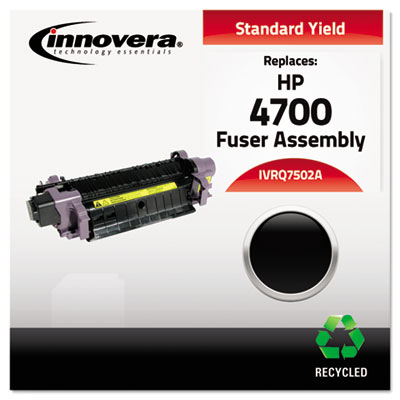 innovera
technology essentials
Standard Yield
Replaces:
HP
4700
Fuser Assembly
IVRQ7502A
RECYCLED